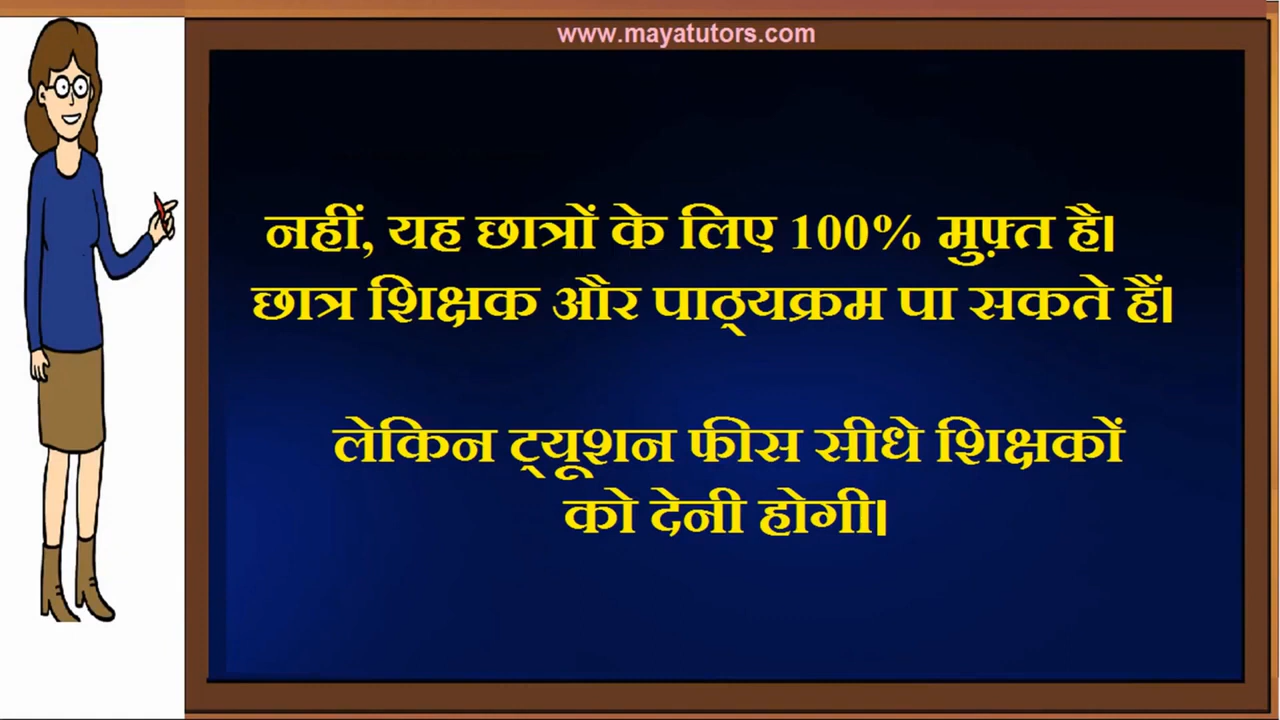 www.mayatutors.com
नहीं, यह छात्रों के लिए 100% मुफ़्त है।
छात्र शिक्षक और पाठ्यक्रम पा सकते हैं।
लेकिन ट्यूशन फीस सीधे शिक्षकों
को देनी होगी।